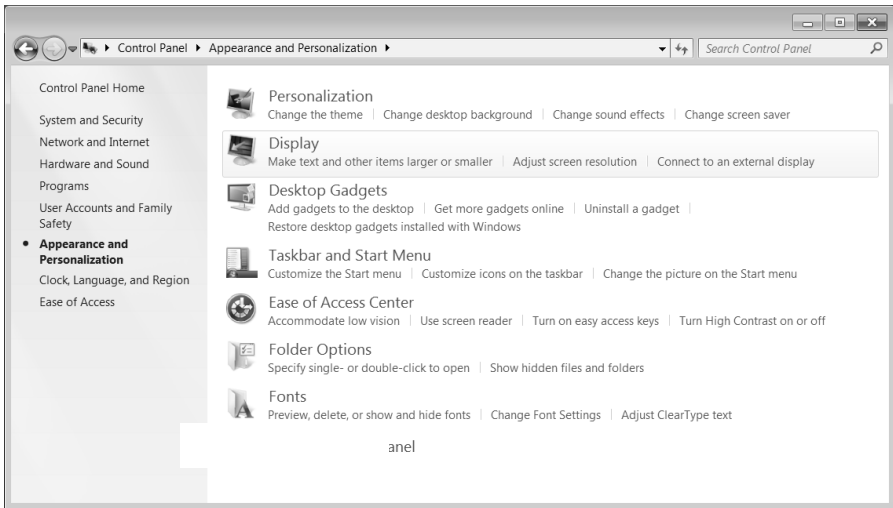 Control Panel ▸ Appearance and Personalization ▸ Search Control Panel
Control Panel Home
System and Security
Network and Internet
Hardware and Sound
Programs
User Accounts and Family
Safety
Appearance and
Personalization
Clock, Language, and Region
Ease of Access
Personalization
Change the theme | Change desktop background | Change sound effects | Change screen saver
Display
Make text and other items larger or smaller | Adjust screen resolution | Connect to an external display
Desktop Gadgets
Add gadgets to the desktop | Get more gadgets online | Uninstall a gadget |
Restore desktop gadgets installed with Windows
Taskbar and Start Menu
Customize the Start menu | Customize icons on the taskbar | Change the picture on the Start menu
Ease of Access Center
Accommodate low vision | Use screen reader | Turn on easy access keys | Turn High Contrast on or off
Folder Options
Specify single- or double-click to open | Show hidden files and folders
Fonts
Preview, delete, or show and hide fonts | Change Font Settings | Adjust ClearType text